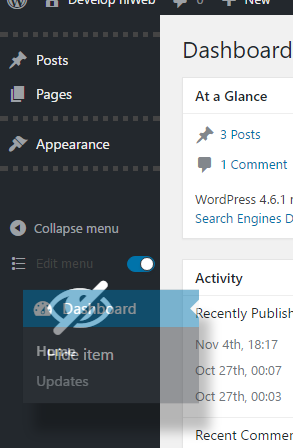 Develop hiWeb
0
New
Posts
Pages
Appearance
Collapse menu
Edit menu
Dashboard
Home
Hide item
Updates
Dashboard
At a Glance
3 Posts
1 Comment
WordPress 4.6.1 r
Search Engines D
Activity
Recently Publish
Nov 4th, 18:17
Oct 27th, 00:07
Oct 27th, 00:03
Recent Commen